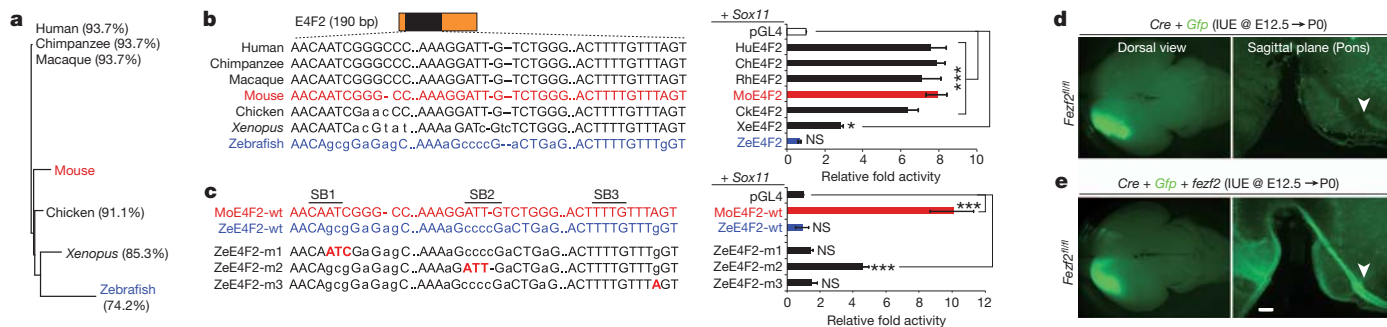 a
Human (93.7%)
Chimpanzee (93.7%)
Macaque (93.7%)
Mouse
Chicken (91.1%)
Xenopus (85.3%)
Zebrafish
(74.2%)
b
E4F2 (190 bp)
Human AACAATCGGGCCC..AAAGGATT-G–TCTGGG..ACTTTTGTTTAGT
Chimpanzee AACAATCGGGCCC..AAAGGATT-G–TCTGGG..ACTTTTGTTTAGT
Macaque AACAATCGGGCCC..AAAGGATT-G–TCTGGG..ACTTTTGTTTAGT
Mouse AACAATCGGG- CC..AAAGGATT-G–TCTGGG..ACTTTTGTTTAGT
Chicken AACAATCGaacCC..AAAGGATT-G–TCTGGG..ACTTTTGTTTAGT
Xenopus AACAATCacGtat..AAAaGATc-GtcTCTGGG..ACTTTTGTTTAGT
Zebrafish AACAgcgGaGagC..AAAaGccccG--aCTGaG..ACTTTTGTTTgGT
+ Sox11
pGL4
HuE4F2
ChE4F2
RhE4F2
MoE4F2
CkE4F2
XeE4F2
ZeE4F2
***
*
NS
0 2 4 6 8 10
Relative fold activity
c
SB1 SB2 SB3
MoE4F2-wt AACAATCGGG- CC..AAAGGATT-GTCTGGG..ACTTTTGTTTAGT
ZeE4F2-wt AACAgcgGaGagC..AAAaGccccGaCTGaG..ACTTTTGTTTgGT
ZeE4F2-m1 AACAATCGaGagC..AAAaGccccGaCTGaG..ACTTTTGTTTgGT
ZeE4F2-m2 AACAgcgGaGagC..AAAaGATT-GaCTGaG..ACTTTTGTTTgGT
ZeE4F2-m3 AACAgcgGaGagC..AAAaGccccGaCTGaG..ACTTTTGTTTAGT
+ Sox11
pGL4
MoE4F2-wt ***
ZeE4F2-wt NS
ZeE4F2-m1 NS
ZeE4F2-m2 ***
ZeE4F2-m3 NS
0 2 4 6 8 10 12
Relative fold activity
d
Cre + Gfp (IUE @ E12.5 → P0)
Dorsal view
Sagittal plane (Pons)
Fezf2fl/fl
e
Cre + Gfp + fezf2 (IUE @ E12.5 → P0)
Fezf2fl/fl